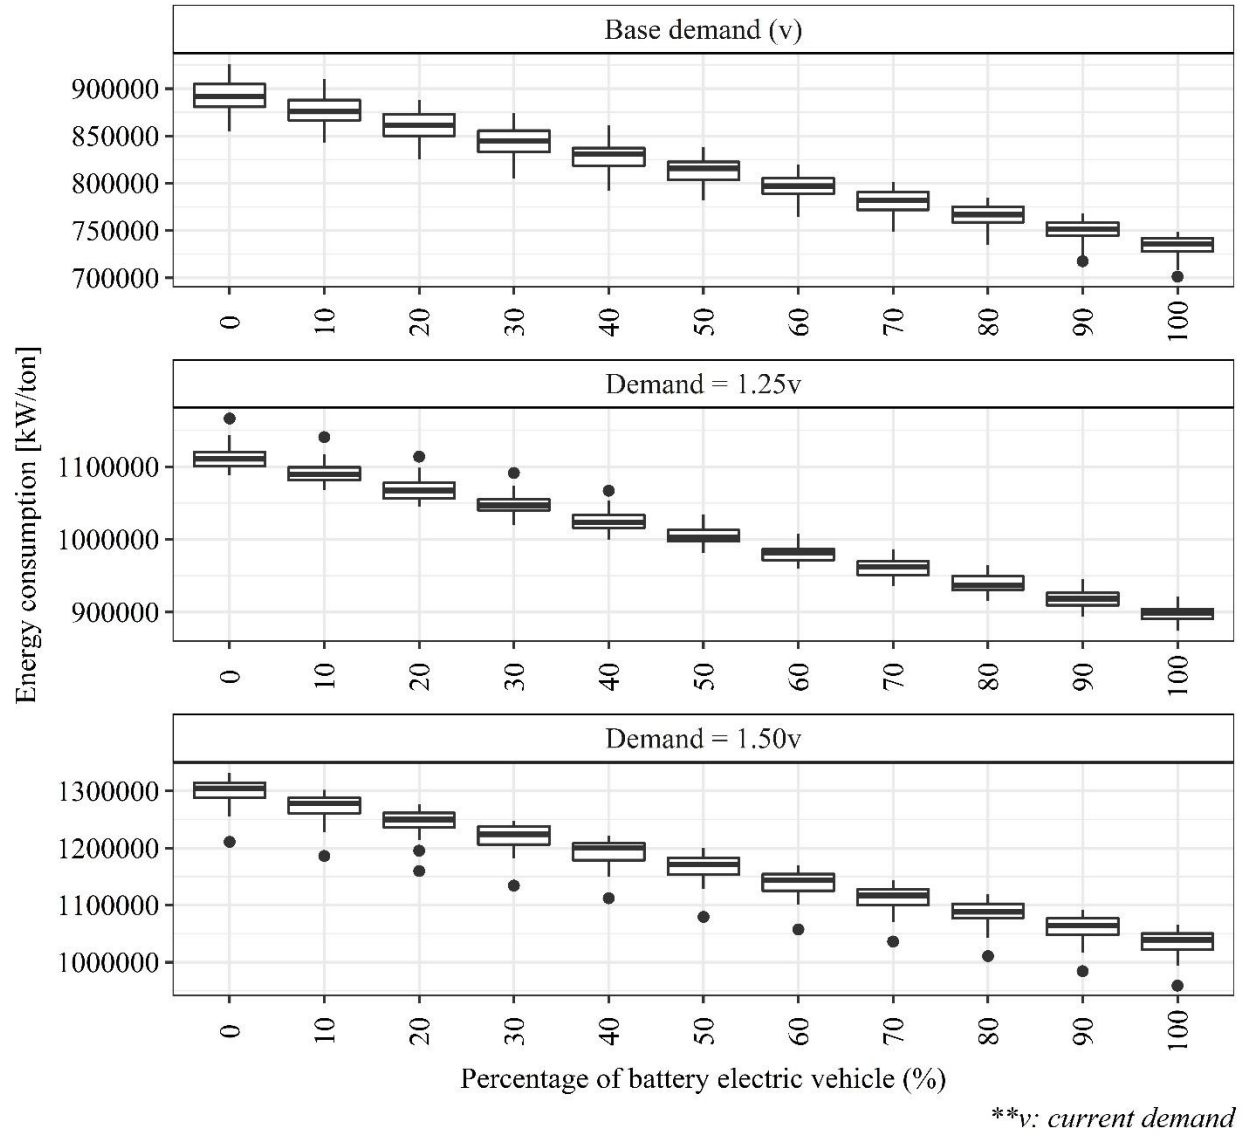 Base demand (v)
900000
850000
800000
750000
700000
0 10 20 30 40 50 60 70 80 90 100
Energy consumption [kW/ton]
Demand = 1.25v
1100000
1000000
900000
0 10 20 30 40 50 60 70 80 90 100
Demand = 1.50v
1300000
1200000
1100000
1000000
0 10 20 30 40 50 60 70 80 90 100
Percentage of battery electric vehicle (%)
**v: current demand